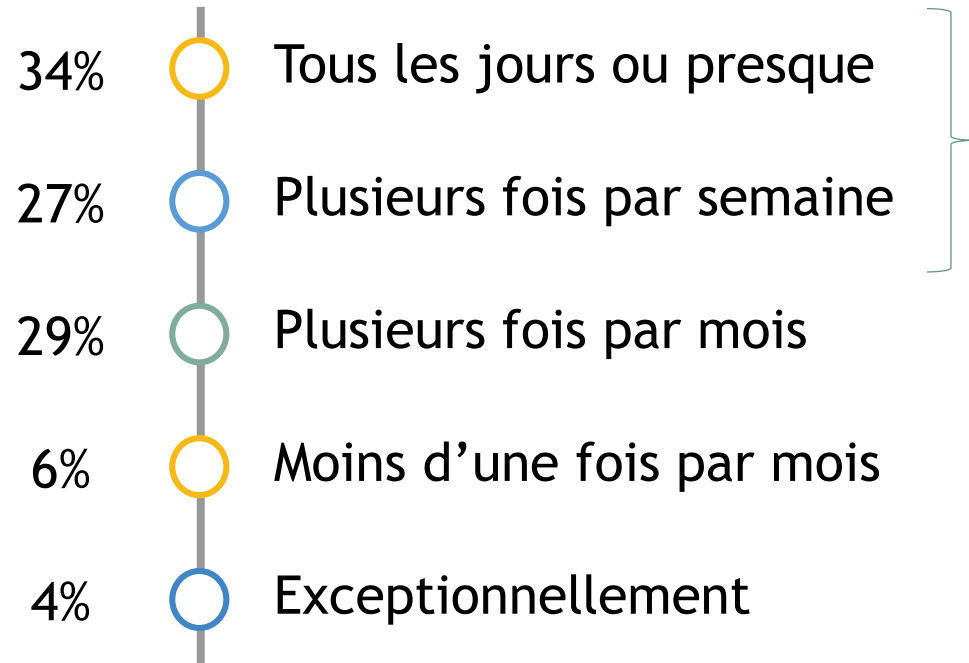 34% Tous les jours ou presque
27% Plusieurs fois par semaine
29% Plusieurs fois par mois
6% Moins d’une fois par mois
4% Exceptionnellement